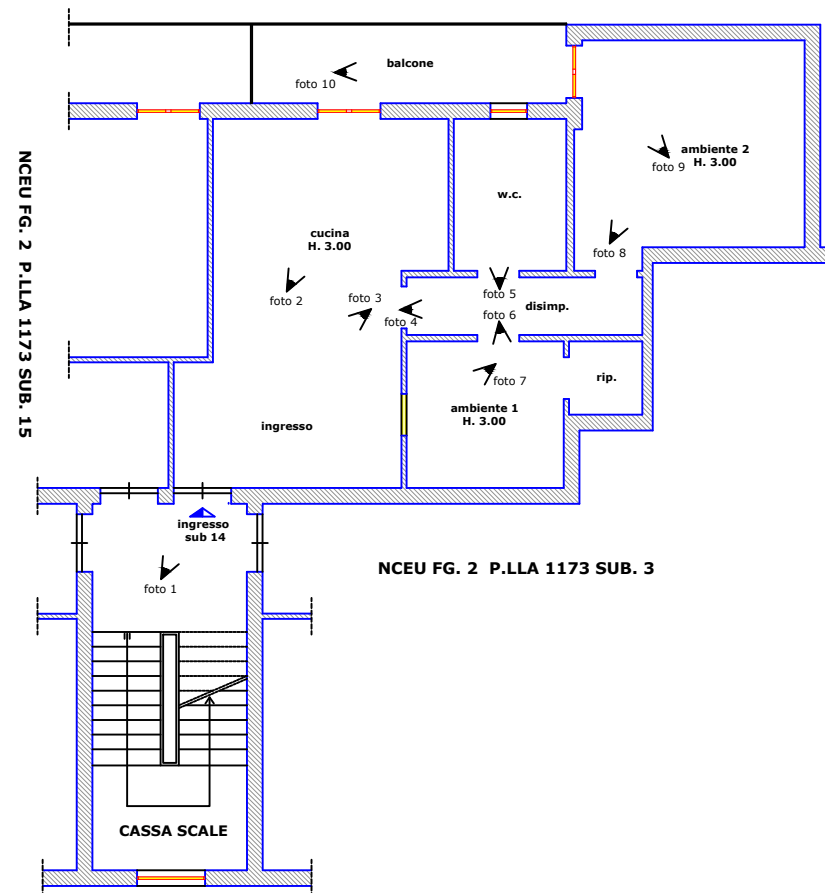 balcone
foto 10
ambiente 2
H. 3.00
foto 9
w.c.
cucina
H. 3.00
foto 8
foto 2
foto 3
foto 4
foto 5
disimp.
foto 6
foto 7
rip.
ambiente 1
H. 3.00
ingresso
NCEU FG. 2 P.LLA 1173 SUB. 15
ingresso
sub 14
NCEU FG. 2 P.LLA 1173 SUB. 3
foto 1
CASSA SCALE